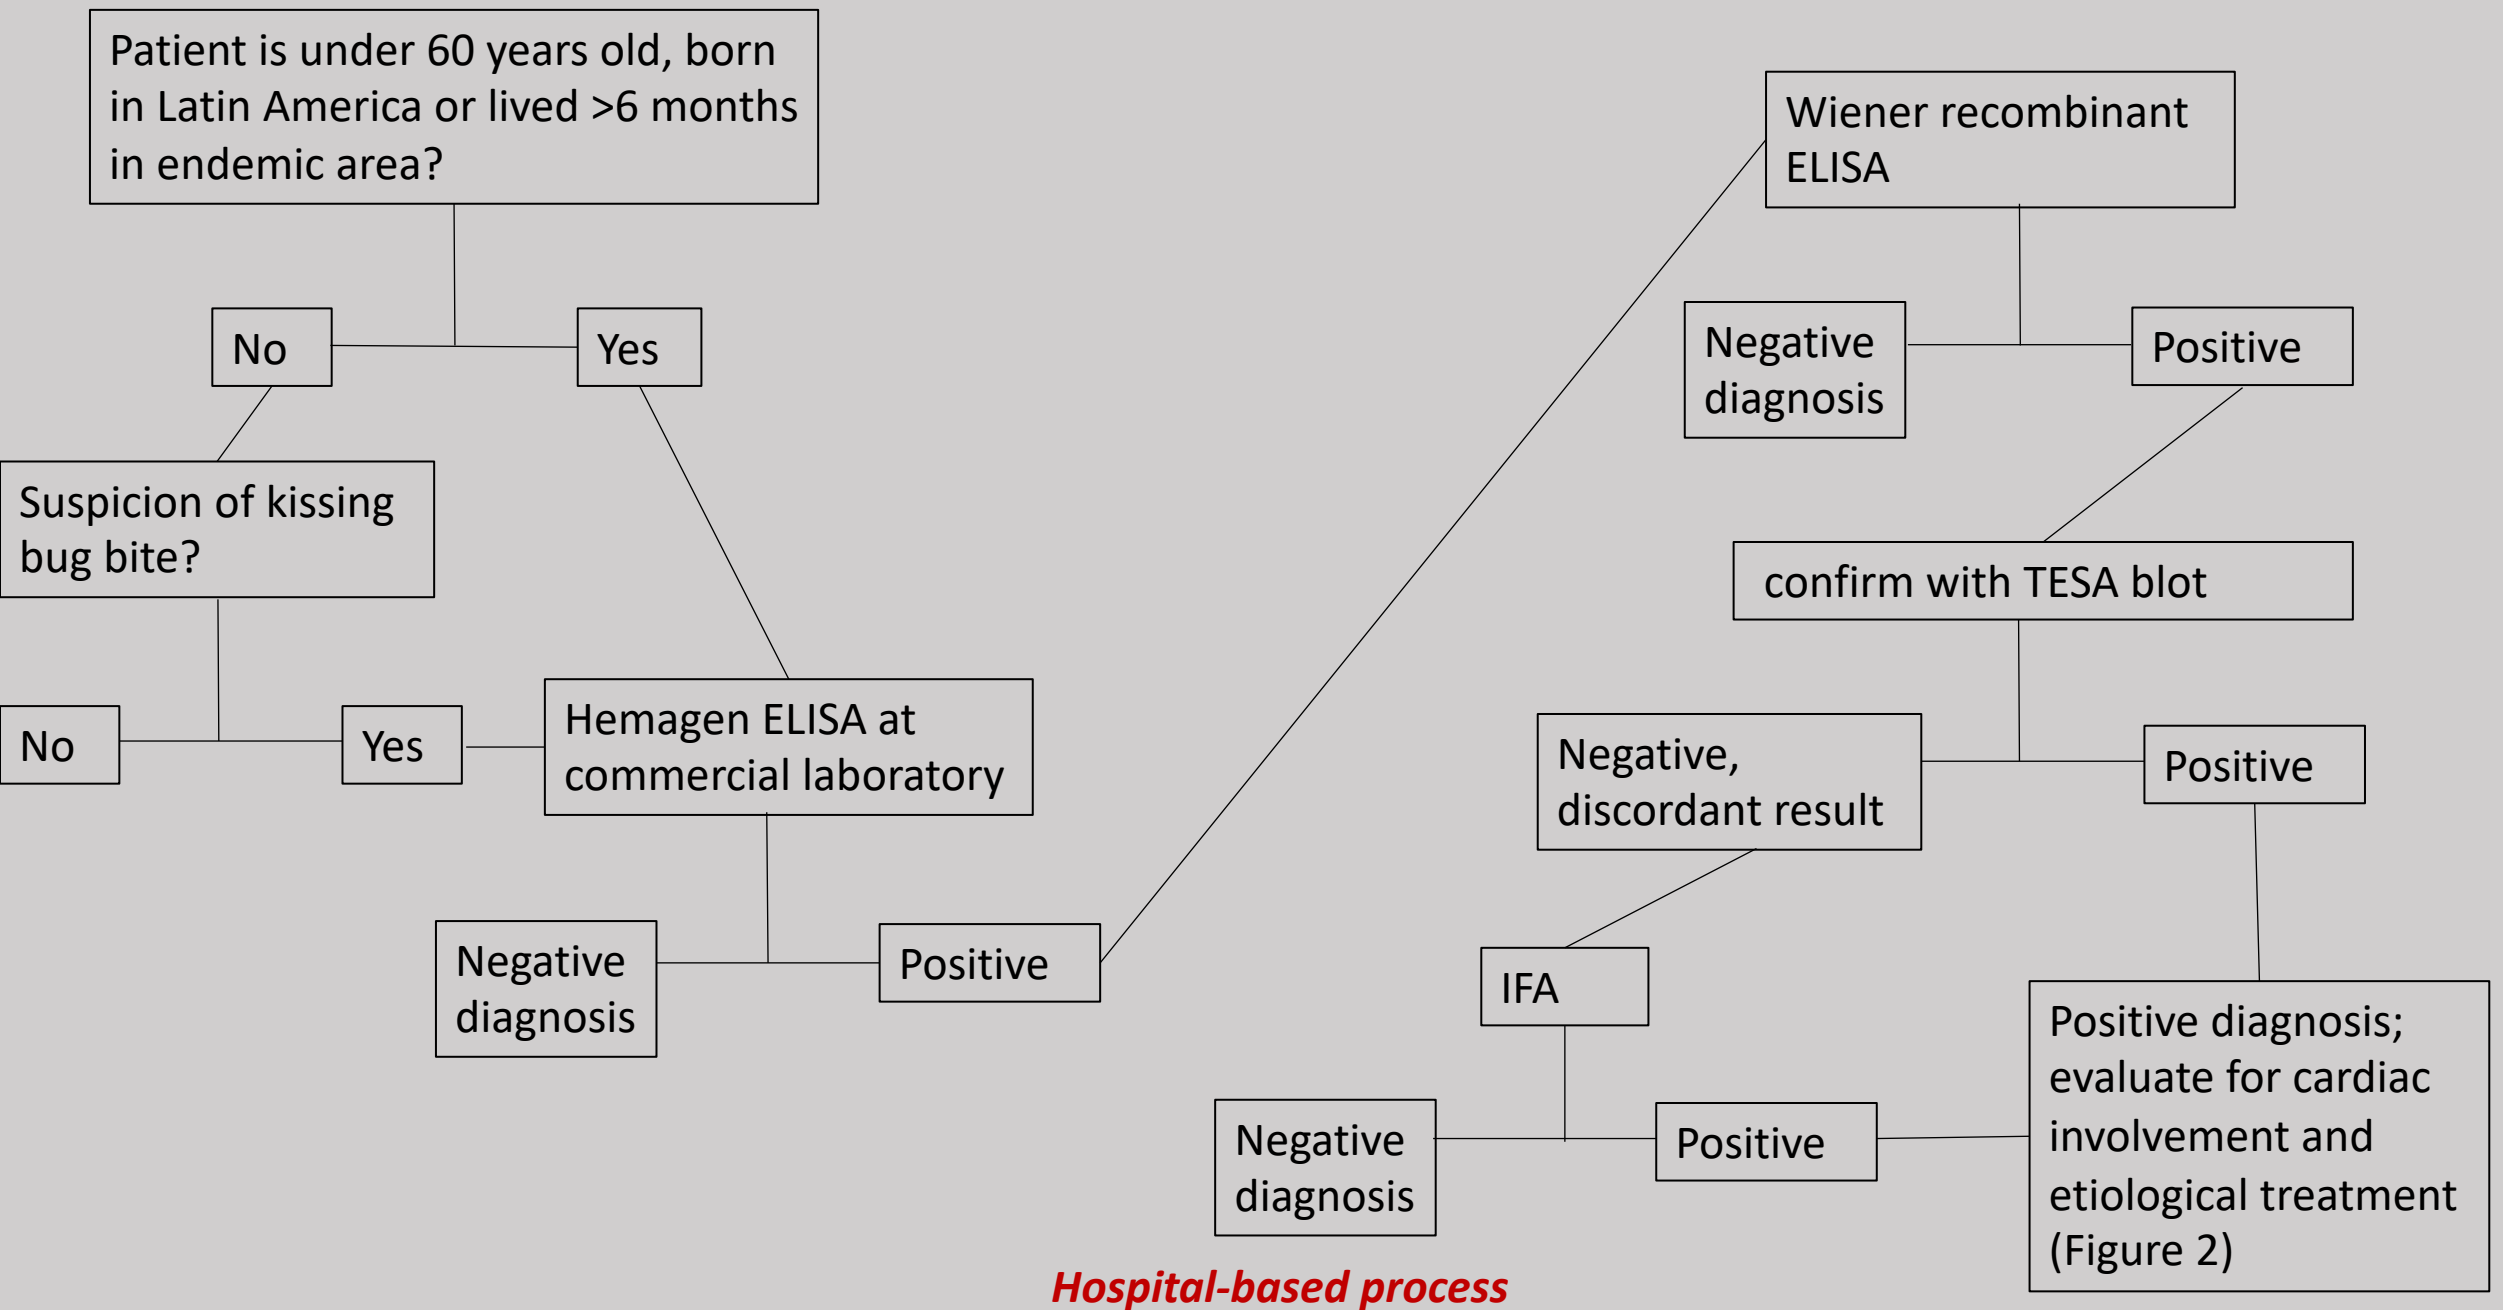 Patient is under 60 years old, born
in Latin America or lived >6 months
in endemic area?
No
Yes
Suspicion of kissing
bug bite?
No
Yes
Hemagen ELISA at
commercial laboratory
Negative
diagnosis
Positive
Wiener recombinant
ELISA
Negative
diagnosis
Positive
confirm with TESA blot
Negative,
discordant result
Positive
IFA
Negative
diagnosis
Positive
Positive diagnosis;
evaluate for cardiac
involvement and
etiological treatment
(Figure 2)
Hospital-based process